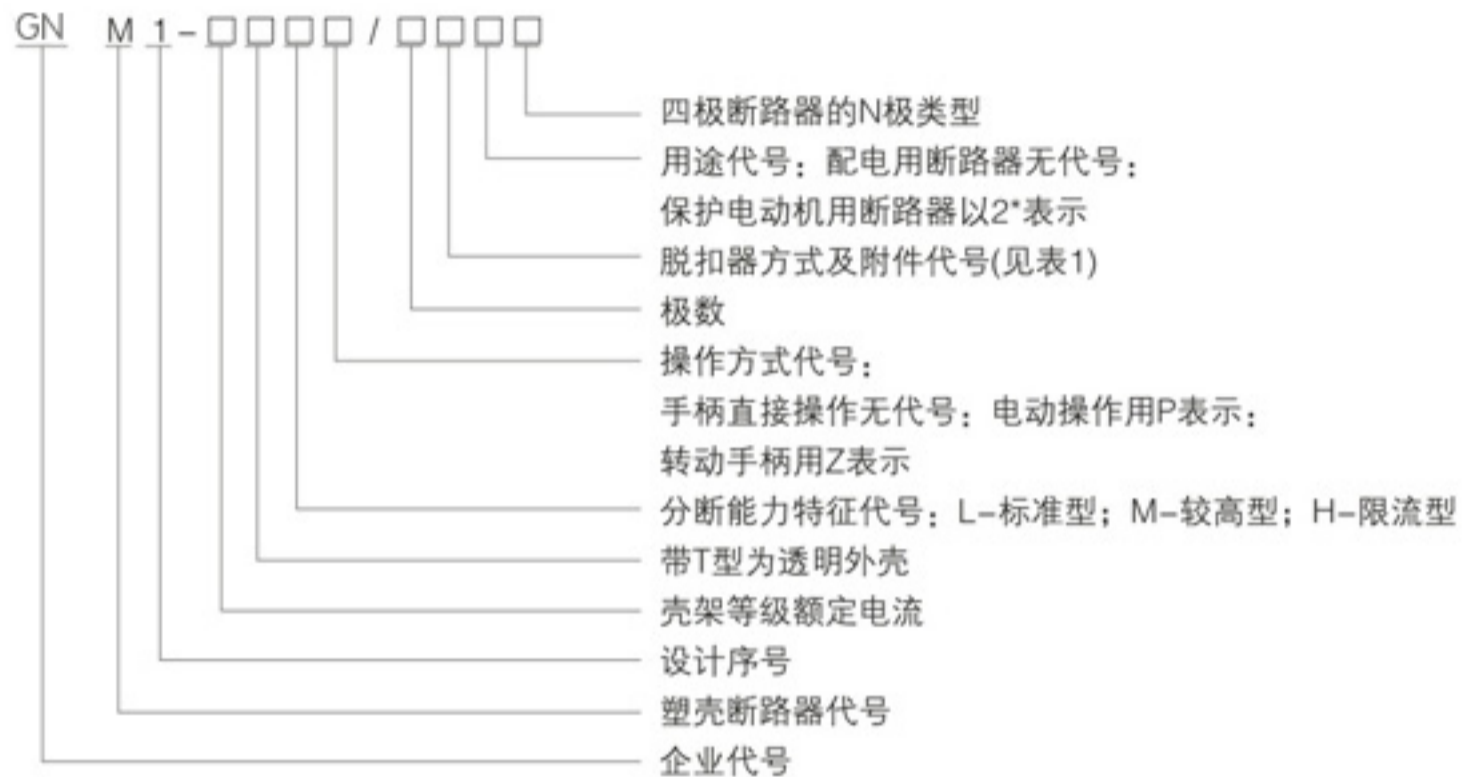 GN M 1-□□□□/□□□□
四极断路器的N极类型
用途代号：配电用断路器无代号；
保护电动机用断路器以2*表示
脱扣器方式及附件代号(见表1)
极数
操作方式代号：
手柄直接操作无代号；电动操作用P表示；
转动手柄用Z表示
分断能力特征代号：L-标准型；M-较高型；H-限流型
带T型为透明外壳
壳架等级额定电流
设计序号
塑壳断路器代号
企业代号